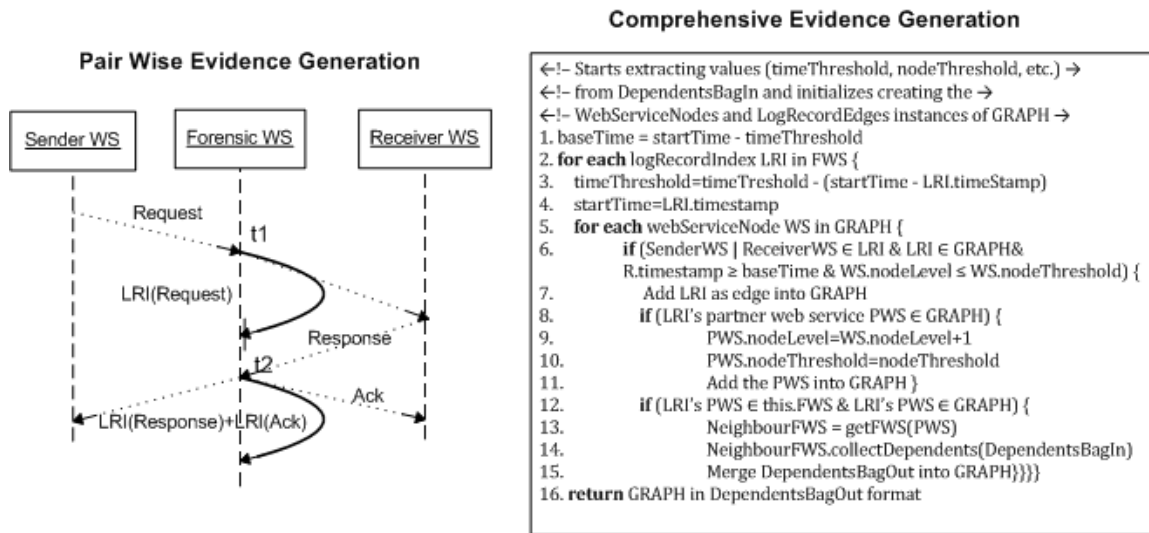 Pair Wise Evidence Generation
Sender WS
Forensic WS
Receiver WS
Request
t1
LRI(Request)
Response
t2
Ack
LRI(Response)+LRI(Ack)
Comprehensive Evidence Generation
←!– Starts extracting values (timeThreshold, nodeThreshold, etc.) →
←!– from DependentsBagIn and initializes creating the →
←!– WebServiceNodes and LogRecordEdges instances of GRAPH →
1. baseTime = startTime - timeThreshold
2. for each logRecordIndex LRI in FWS {
3. timeThreshold=timeTreshold - (startTime - LRI.timeStamp)
4. startTime=LRI.timestamp
5. for each webServiceNode WS in GRAPH {
6. if (SenderWS | ReceiverWS ∈ LRI & LRI ∈ GRAPH&
R.timestamp ≥ baseTime & WS.nodeLevel ≤ WS.nodeThreshold) {
7. Add LRI as edge into GRAPH
8. if (LRI's partner web service PWS ∈ GRAPH) {
9. PWS.nodeLevel=WS.nodeLevel+1
10. PWS.nodeThreshold=nodeThreshold
11. Add the PWS into GRAPH }
12. if (LRI's PWS ∈ this.FWS & LRI's PWS ∈ GRAPH) {
13. NeighbourFWS = getFWS(PWS)
14. NeighbourFWS.collectDependents(DependentsBagIn)
15. Merge DependentsBagOut into GRAPH}}}}
16. return GRAPH in DependentsBagOut format